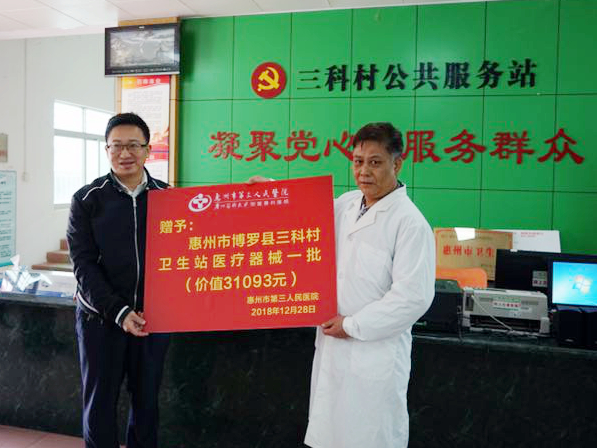 三科村公共服务站
凝聚党心 服务群众
惠州市第三人民医院
赠予：
惠州市博罗县三科村
卫生站医疗器械一批
（价值31093元）
惠州市第三人民医院
2018年12月28日
惠州市卫生